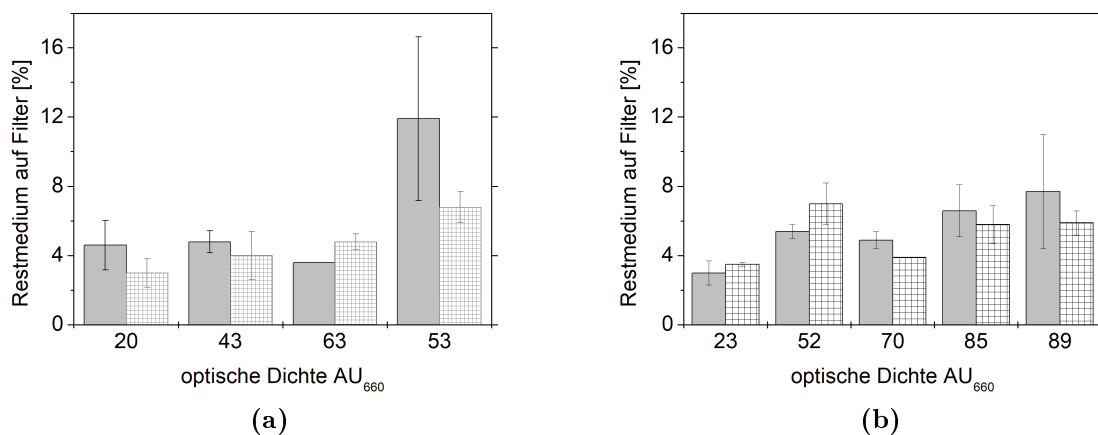 Restmedium auf Filter [%]
16
12
8
4
0
20 43 63 53
optische Dichte AU₆₆₀
(a)
Restmedium auf Filter [%]
16
12
8
4
0
23 52 70 85 89
optische Dichte AU₆₆₀
(b)